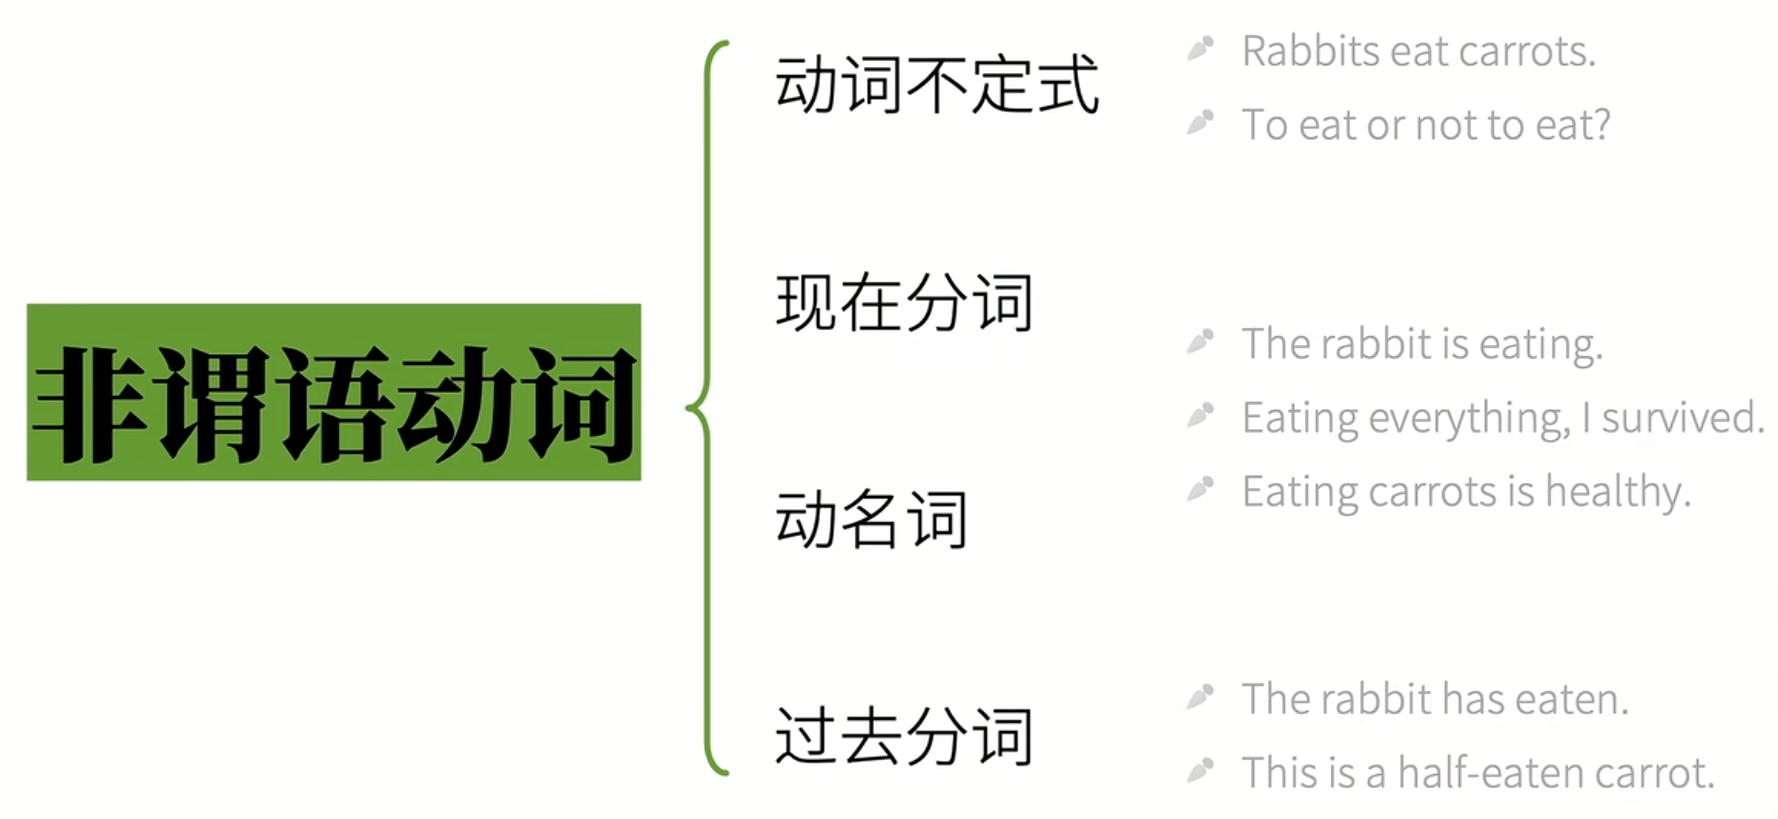 非谓语动词
动词不定式
Rabbits eat carrots.
To eat or not to eat?
现在分词
The rabbit is eating.
Eating everything, I survived.
Eating carrots is healthy.
动名词
过去分词
The rabbit has eaten.
This is a half-eaten carrot.